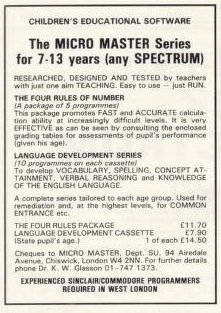 CHILDREN'S EDUCATIONAL SOFTWARE
The MICRO MASTER Series
for 7-13 years (any SPECTRUM)
RESEARCHED, DESIGNED AND TESTED by teachers
with just one aim TEACHING. Easy to use — just RUN.
THE FOUR RULES OF NUMBER
(A package of 5 programmes)
This package promotes FAST and ACCURATE calcula-
tion ability at increasingly difficult levels. It is very
EFFECTIVE as can be seen by consulting the enclosed
grading tables for assessments of pupil's performance
(given his age).
LANGUAGE DEVELOPMENT SERIES
(10 programmes on each cassette)
To develop VOCABULARY, SPELLING, CONCEPT AT-
TAINMENT, VERBAL REASONING and KNOWLEDGE
OF THE ENGLISH LANGUAGE.
A complete series tailored to each age group. Used for
remediation and, at the highest levels, for COMMON
ENTRANCE etc.
THE FOUR RULES PACKAGE £11.70
LANGUAGE DEVELOPMENT CASSETTE £7.90
(State pupil's age.) 1 of each £14.50
Cheques to MICRO MASTER, Dept. SU, 94 Airedale
Avenue, Chiswick, London W4 2NN. For further details
phone Dr. K. W. Glasson 01-747 1373.
EXPERIENCED SINCLAIR/COMMODORE PROGRAMMERS
REQUIRED IN WEST LONDON